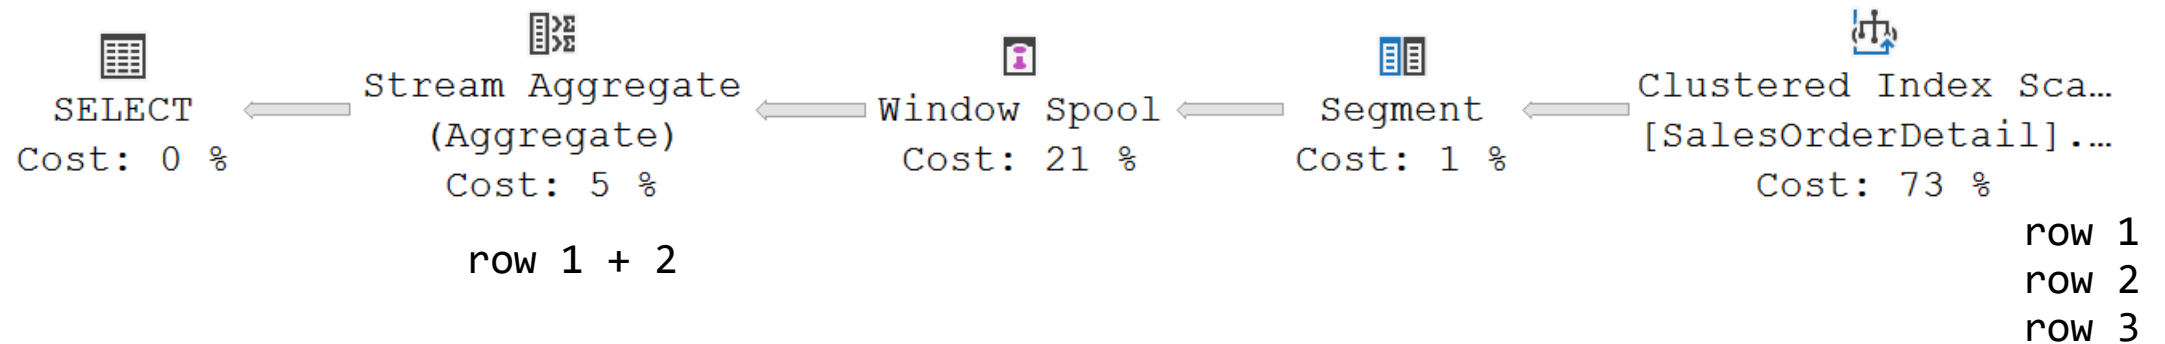 SELECT
Cost: 0 %
Stream Aggregate
(Aggregate)
Cost: 5 %
row 1 + 2
Window Spool
Cost: 21 %
Segment
Cost: 1 %
Clustered Index Sca…
[SalesOrderDetail].…
Cost: 73 %
row 1
row 2
row 3